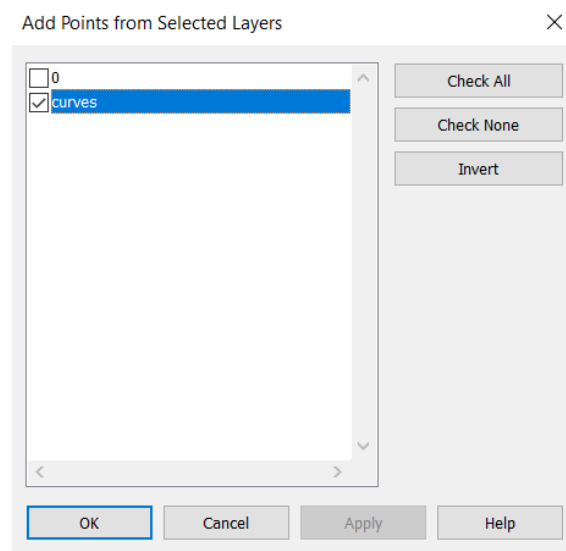 Add Points from Selected Layers
0
curves
Check All
Check None
Invert
OK
Cancel
Apply
Help